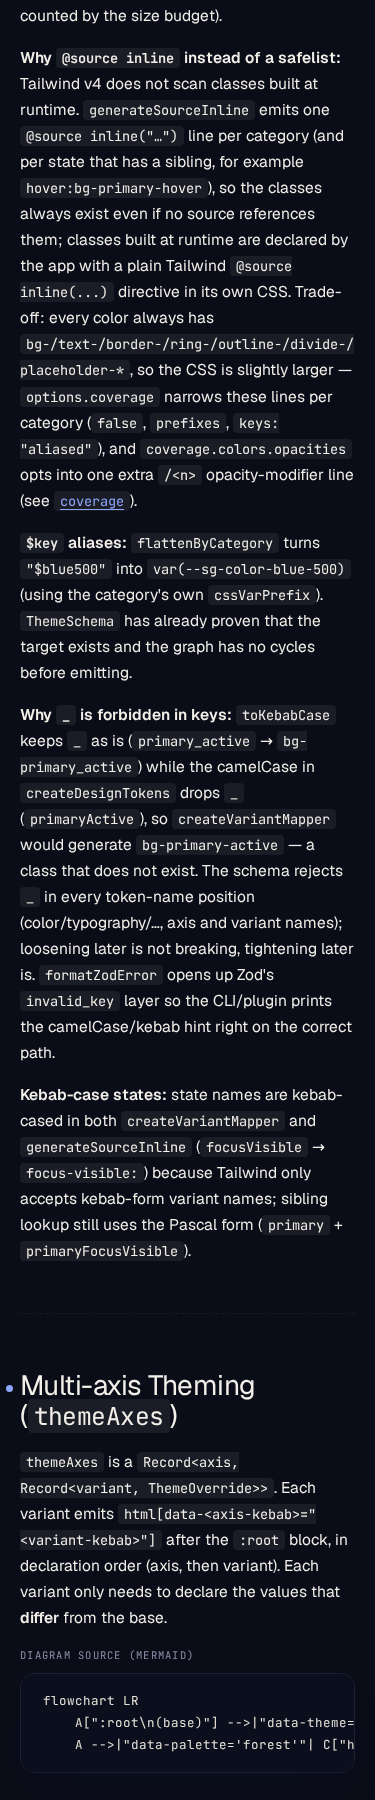 counted by the size budget).
Why @source inline instead of a safelist:
Tailwind v4 does not scan classes built at
runtime. generateSourceInline emits one
@source inline("…") line per category (and
per state that has a sibling, for example
hover:bg-primary-hover), so the classes
always exist even if no source references
them; classes built at runtime are declared by
the app with a plain Tailwind @source
inline(...) directive in its own CSS. Trade-
off: every color always has
bg-/text-/border-/ring-/outline-/divide-/
placeholder-*, so the CSS is slightly larger —
options.coverage narrows these lines per
category (false, prefixes, keys:
"aliased"), and coverage.colors.opacities
opts into one extra /<n> opacity-modifier line
(see coverage).
$key aliases: flattenByCategory turns
"$blue500" into var(--sg-color-blue-500)
(using the category's own cssVarPrefix).
ThemeSchema has already proven that the
target exists and the graph has no cycles
before emitting.
Why _ is forbidden in keys: toKebabCase
keeps _ as is (primary_active → bg-
primary_active) while the camelCase in
createDesignTokens drops _
(primaryActive), so createVariantMapper
would generate bg-primary-active — a
class that does not exist. The schema rejects
_ in every token-name position
(color/typography/…, axis and variant names);
loosening later is not breaking, tightening later
is. formatZodError opens up Zod's
invalid_key layer so the CLI/plugin prints
the camelCase/kebab hint right on the correct
path.
Kebab-case states: state names are kebab-
cased in both createVariantMapper and
generateSourceInline (focusVisible →
focus-visible:) because Tailwind only
accepts kebab-form variant names; sibling
lookup still uses the Pascal form (primary +
primaryFocusVisible).
Multi-axis Theming
(themeAxes)
themeAxes is a Record<axis,
Record<variant, ThemeOverride>>. Each
variant emits html[data-<axis-kebab>="
<variant-kebab>"] after the :root block, in
declaration order (axis, then variant). Each
variant only needs to declare the values that
differ from the base.
DIAGRAM SOURCE (MERMAID)
flowchart LR
A[":root\n(base)"] -->|"data-theme=
A -->|"data-palette='forest'"| C["h